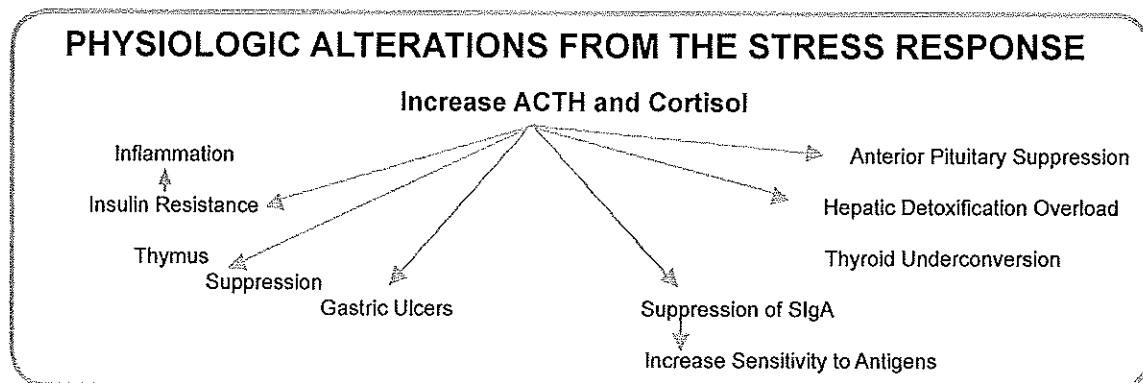 PHYSIOLOGIC ALTERATIONS FROM THE STRESS RESPONSE
Increase ACTH and Cortisol
Inflammation
Insulin Resistance
Thymus
Suppression
Gastric Ulcers
Suppression of SIgA
Increase Sensitivity to Antigens
Anterior Pituitary Suppression
Hepatic Detoxification Overload
Thyroid Underconversion